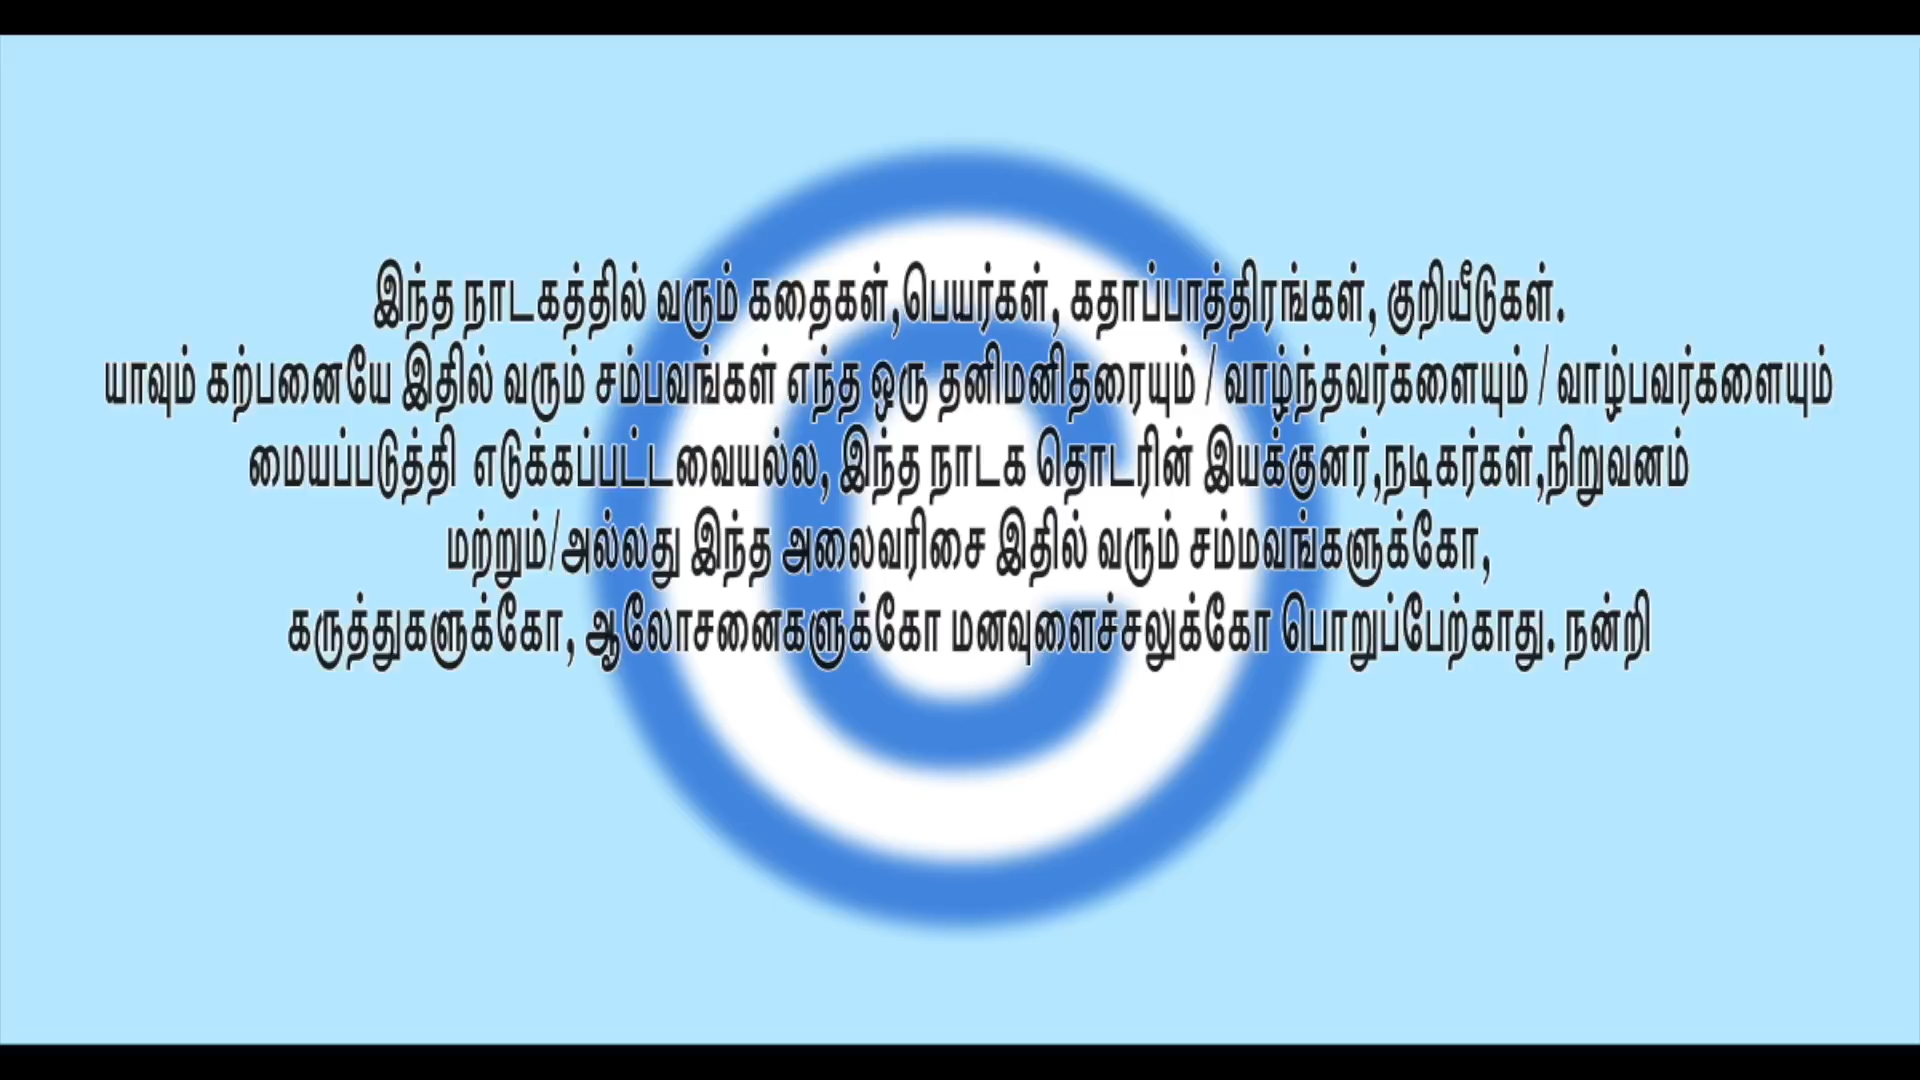 இந்த நாடகத்தில் வரும் கதைகள்,பெயர்கள், கதாப்பாத்திரங்கள், குறியீடுகள்.
யாவும் கற்பனையே இதில் வரும் சம்பவங்கள் எந்த ஒரு தனிமனிதரையும் / வாழ்ந்தவர்களையும் / வாழ்பவர்களையும்
மையப்படுத்தி எடுக்கப்பட்டவையல்ல, இந்த நாடக தொடரின் இயக்குனர்,நடிகர்கள்,நிறுவனம்
மற்றும்/அல்லது இந்த அலைவரிசை இதில் வரும் சம்மவங்களுக்கோ,
கருத்துகளுக்கோ, ஆலோசனைகளுக்கோ மனவுளைச்சலுக்கோ பொறுப்பேற்காது. நன்றி